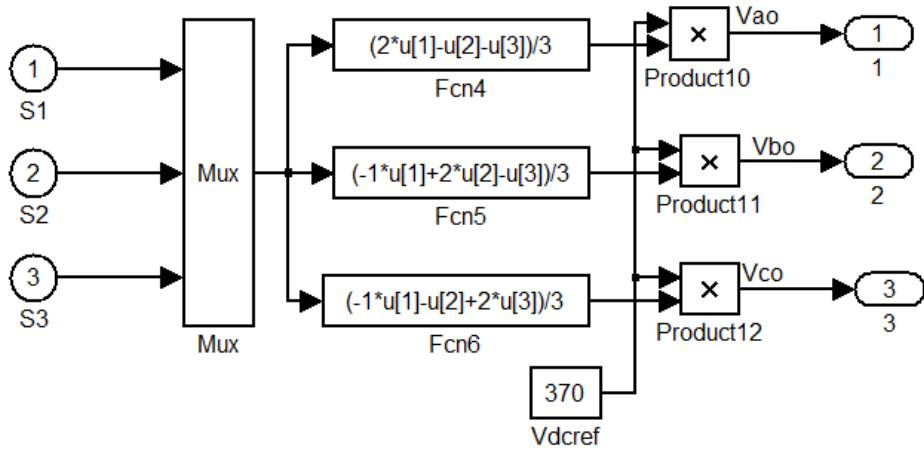 1
S1
2
S2
3
S3
Mux
Mux
(2*u[1]-u[2]-u[3])/3
Fcn4
(-1*u[1]+2*u[2]-u[3])/3
Fcn5
(-1*u[1]-u[2]+2*u[3])/3
Fcn6
370
Vdcref
×
Product10
×
Product11
×
Product12
Vao
1
1
Vbo
2
2
Vco
3
3